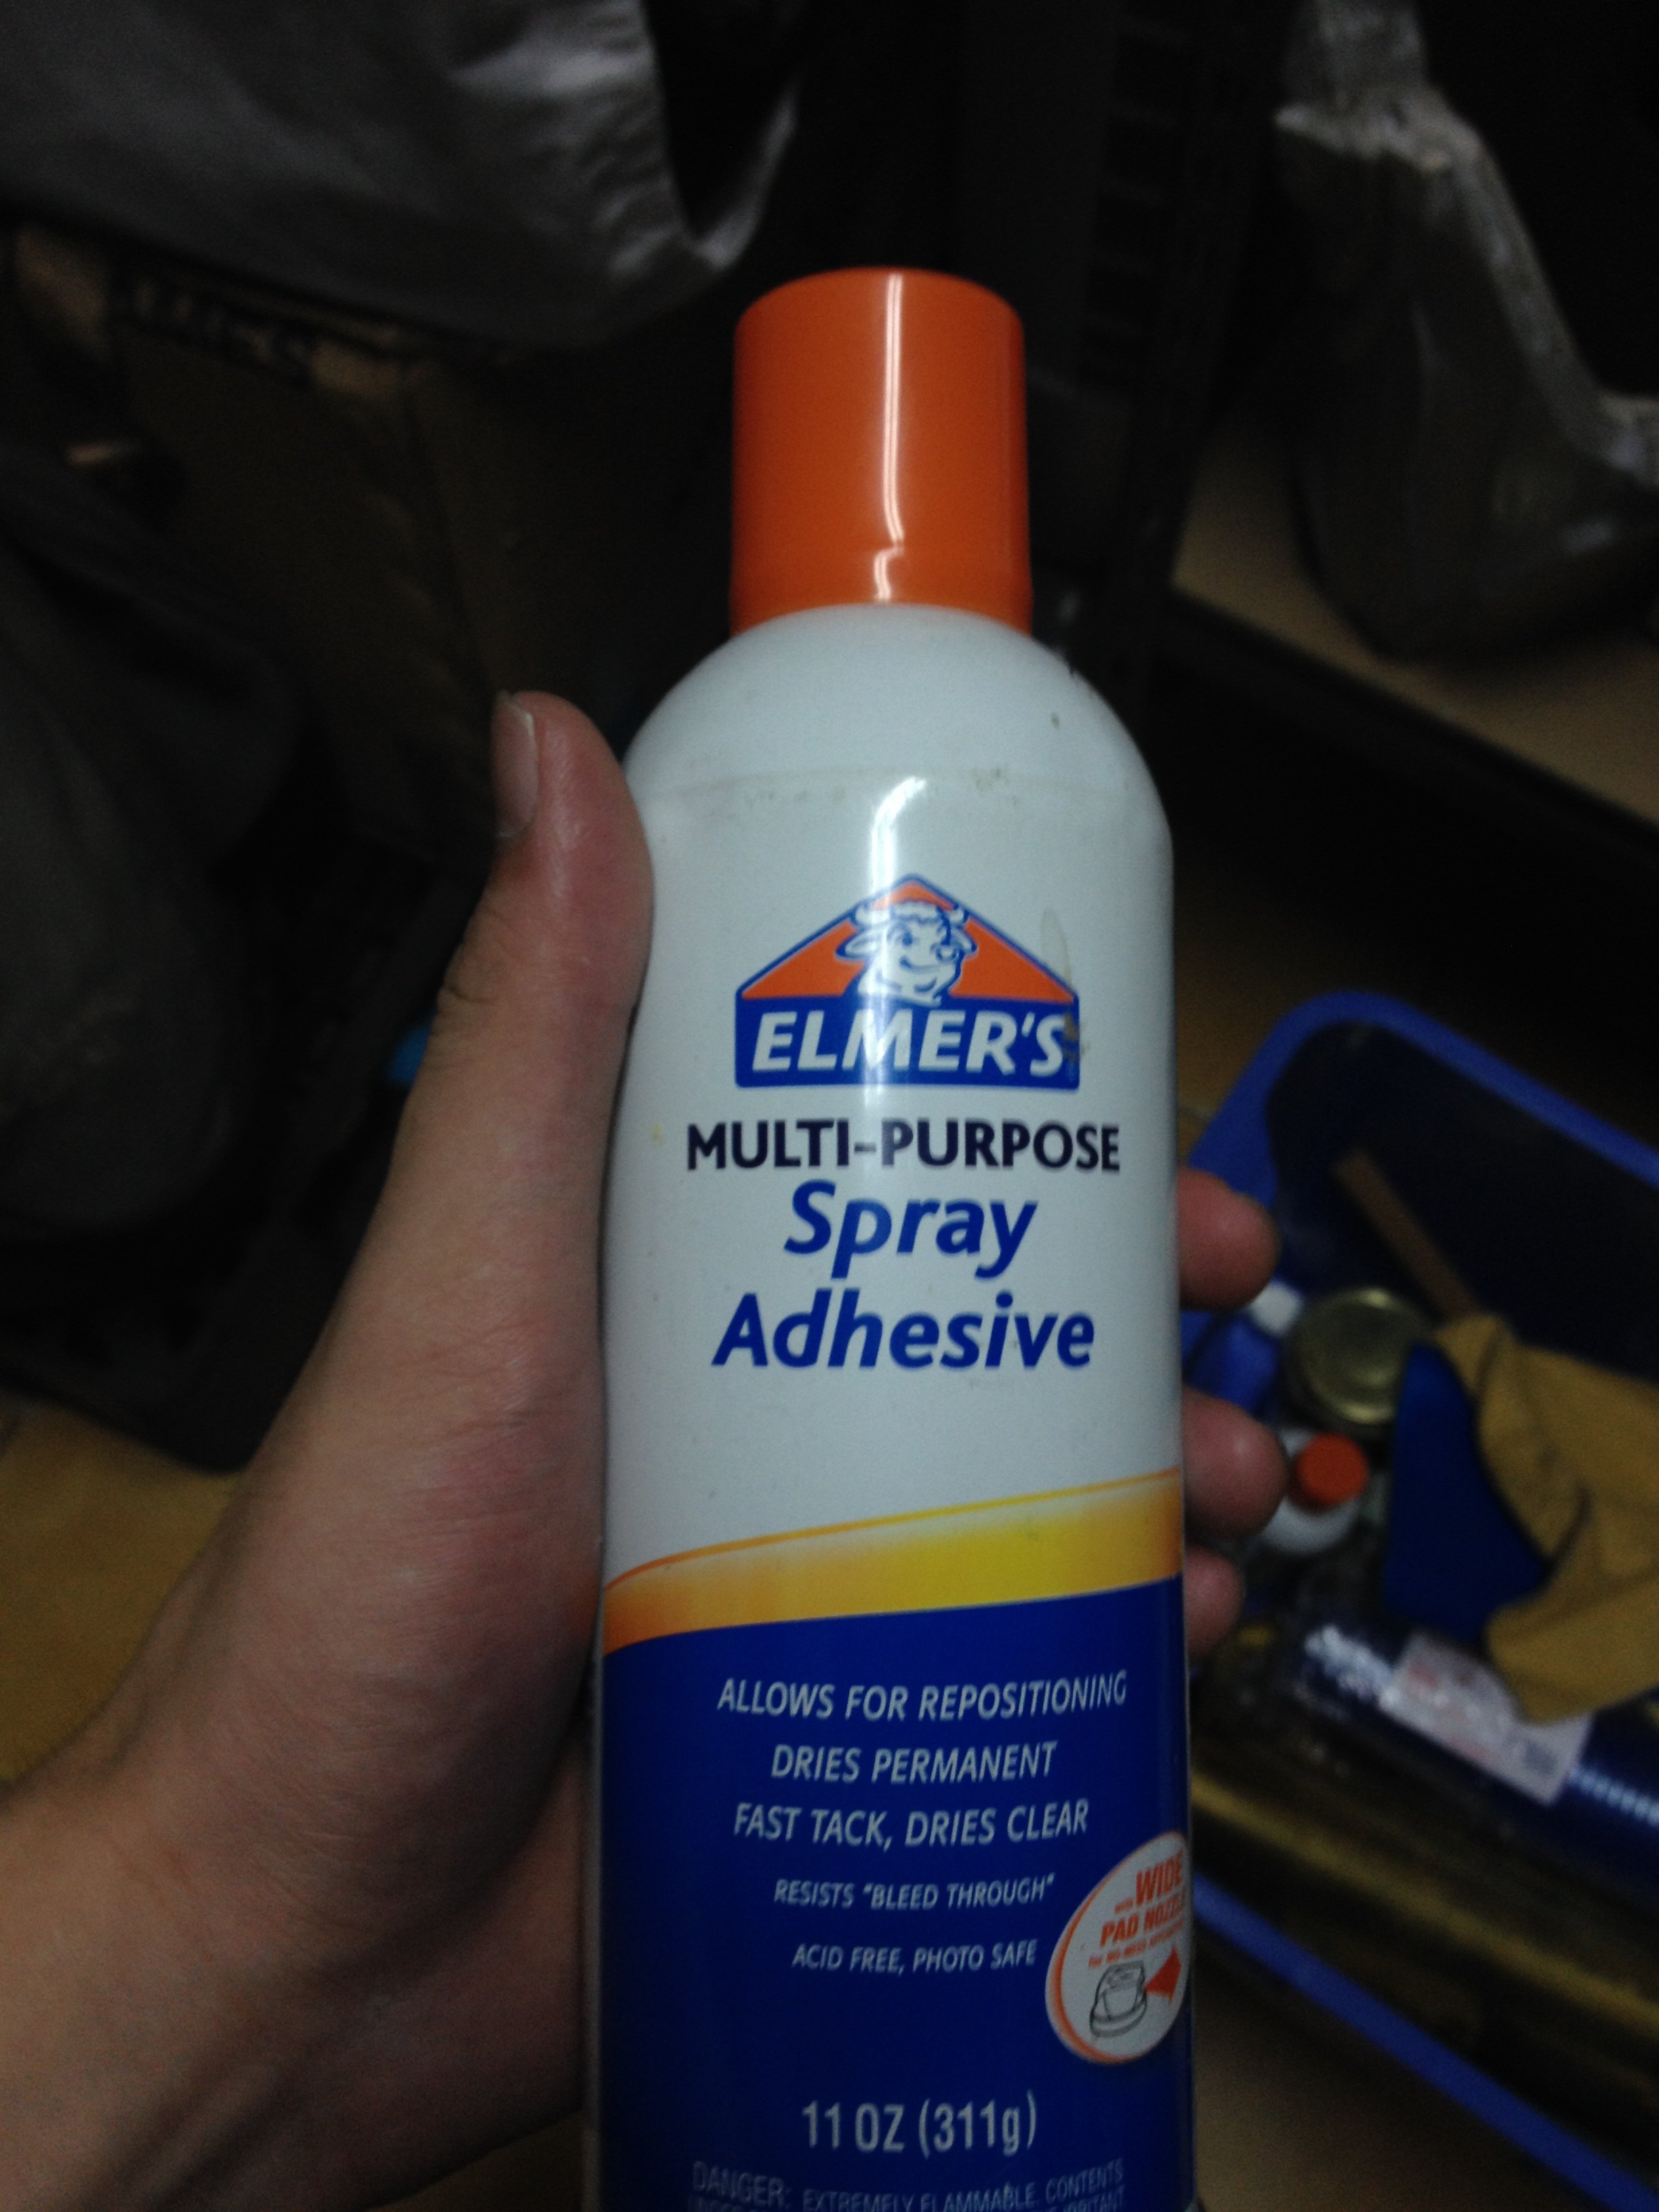 ELMER'S
MULTI-PURPOSE
Spray
Adhesive
ALLOWS FOR REPOSITIONING
DRIES PERMANENT
FAST TACK, DRIES CLEAR
RESISTS "BLEED THROUGH"
ACID FREE, PHOTO SAFE
with WIDE
PAD NOZZLE
11 OZ (311g)
DANGER: EXTREMELY FLAMMABLE. CONTENTS